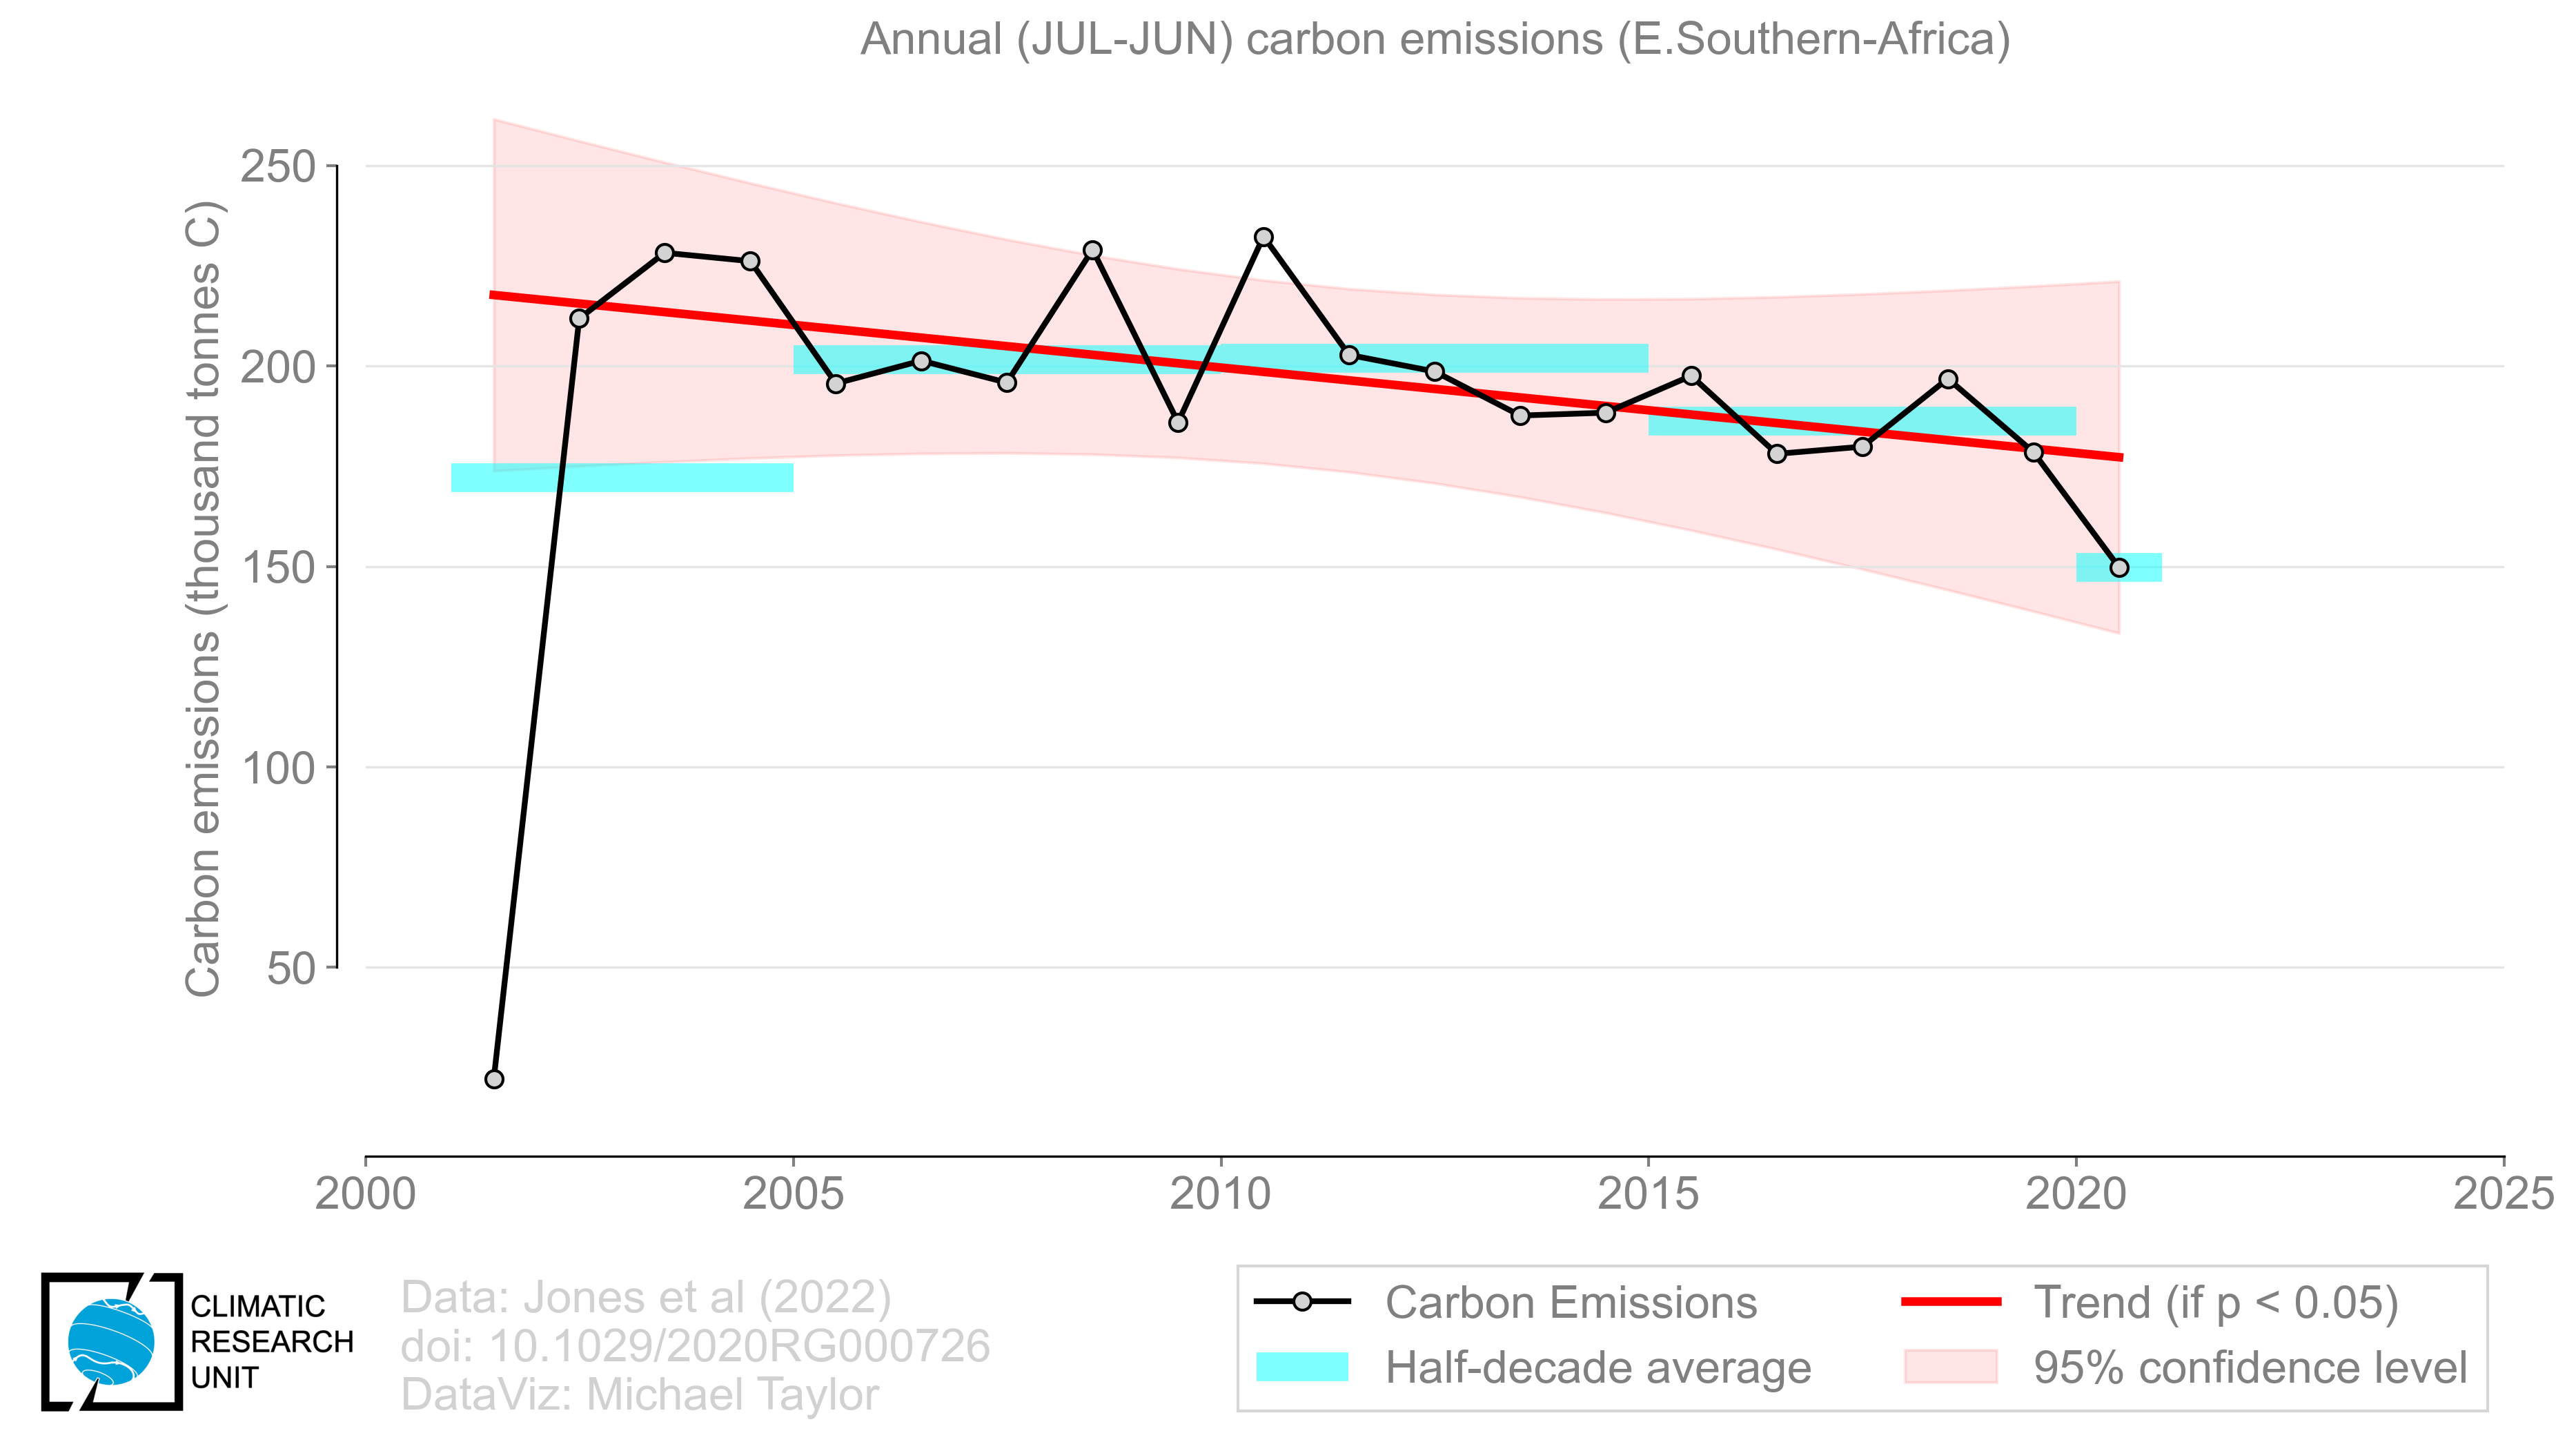 Annual (JUL-JUN) carbon emissions (E.Southern-Africa)
Carbon emissions (thousand tonnes C)
250
200
150
100
50
2000 2005 2010 2015 2020 2025
CLIMATIC
RESEARCH
UNIT
Data: Jones et al (2022)
doi: 10.1029/2020RG000726
DataViz: Michael Taylor
Carbon Emissions
Half-decade average
Trend (if p < 0.05)
95% confidence level